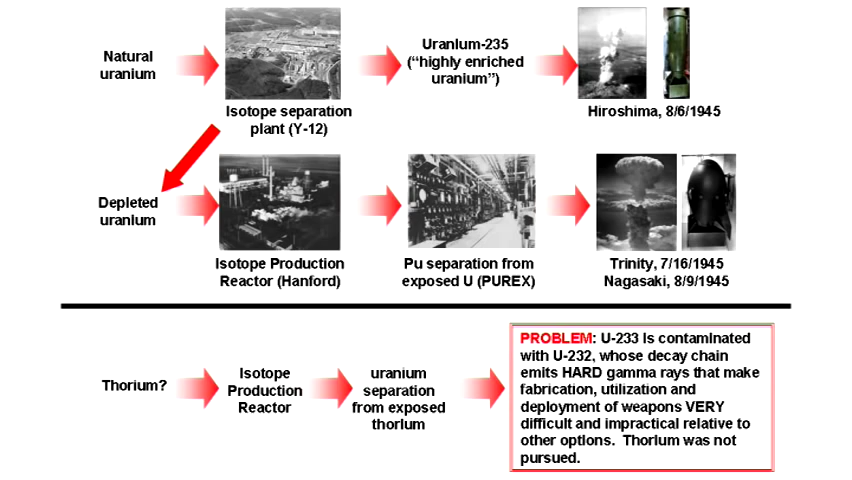 Natural
uranium
Isotope separation
plant (Y-12)
Uranium-235
("highly enriched
uranium")
Hiroshima, 8/6/1945
Depleted
uranium
Isotope Production
Reactor (Hanford)
Pu separation from
exposed U (PUREX)
Trinity, 7/16/1945
Nagasaki, 8/9/1945
Thorium?
Isotope
Production
Reactor
uranium
separation
from exposed
thorium
PROBLEM: U-233 is contaminated
with U-232, whose decay chain
emits HARD gamma rays that make
fabrication, utilization and
deployment of weapons VERY
difficult and impractical relative to
other options. Thorium was not
pursued.